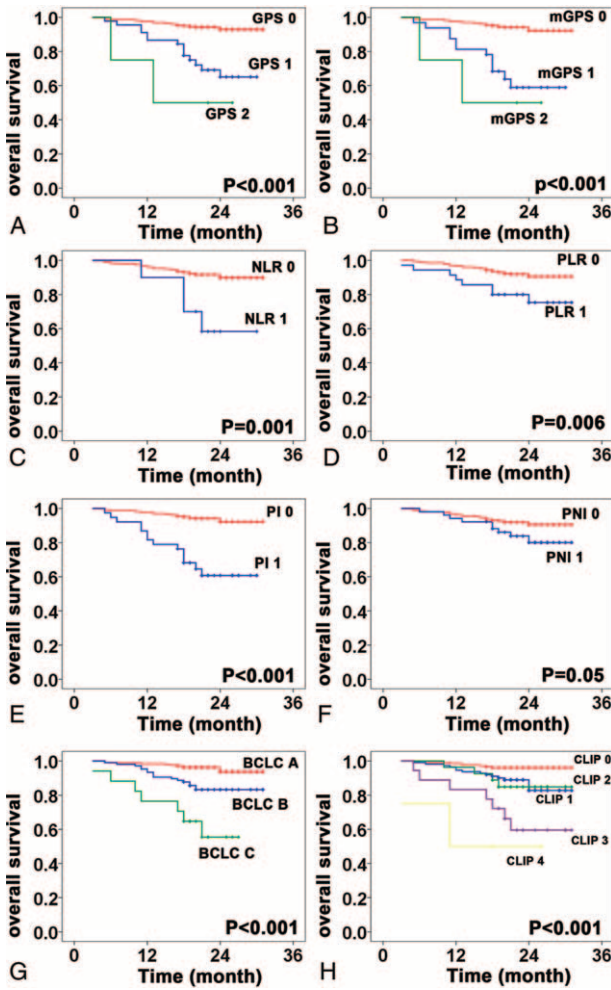 overall survival
1.0
0.8
0.6
0.4
0.2
0.0
GPS 0
GPS 1
GPS 2
P<0.001
0
12
24
36
Time (month)
A
overall survival
1.0
0.8
0.6
0.4
0.2
0.0
mGPS 0
mGPS 1
mGPS 2
p<0.001
0
12
24
36
Time (month)
B
overall survival
1.0
0.8
0.6
0.4
0.2
0.0
NLR 0
NLR 1
P=0.001
0
12
24
36
Time (month)
C
overall survival
1.0
0.8
0.6
0.4
0.2
0.0
PLR 0
PLR 1
P=0.006
0
12
24
36
Time (month)
D
overall survival
1.0
0.8
0.6
0.4
0.2
0.0
PI 0
PI 1
P<0.001
0
12
24
36
Time (month)
E
overall survival
1.0
0.8
0.6
0.4
0.2
0.0
PNI 0
PNI 1
P=0.05
0
12
24
36
Time (month)
F
overall survival
1.0
0.8
0.6
0.4
0.2
0.0
BCLC A
BCLC B
BCLC C
P<0.001
0
12
24
36
Time (month)
G
overall survival
1.0
0.8
0.6
0.4
0.2
0.0
CLIP 0
CLIP 2
CLIP 1
CLIP 3
CLIP 4
P<0.001
0
12
24
36
Time (month)
H